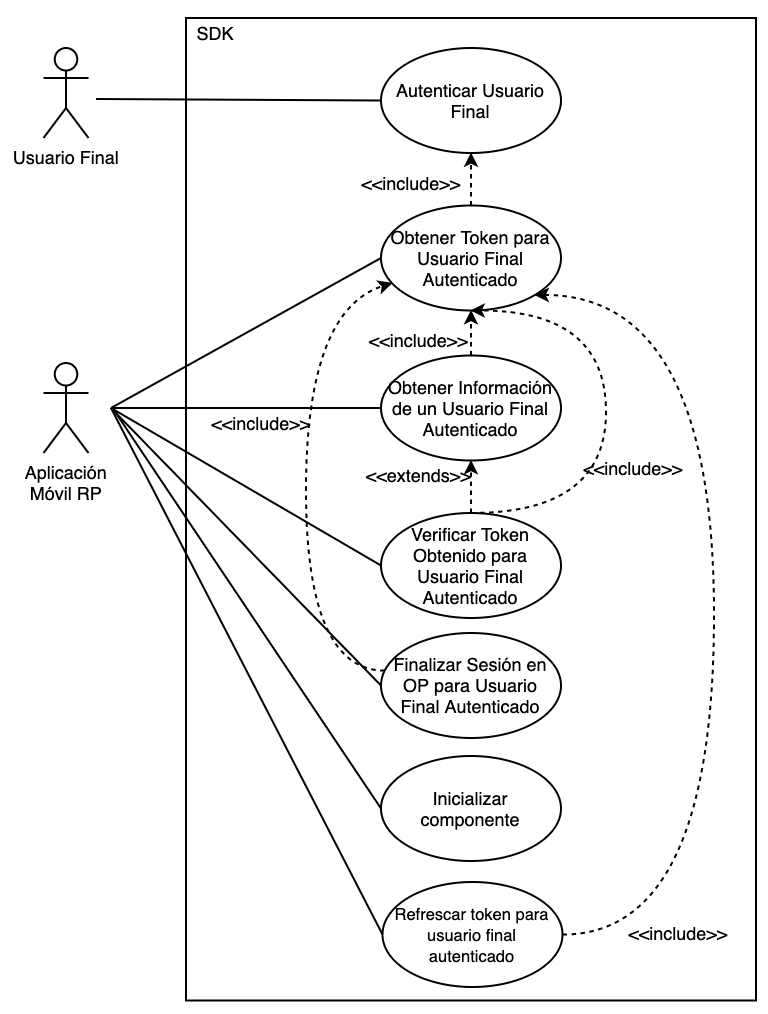 SDK
Autenticar Usuario
Final
Usuario Final
<<include>>
Obtener Token para
Usuario Final
Autenticado
<<include>>
Obtener Información
de un Usuario Final
Autenticado
<<include>>
Aplicación
Móvil RP
<<extends>>
<<include>>
Verificar Token
Obtenido para
Usuario Final
Autenticado
Finalizar Sesión en
OP para Usuario
Final Autenticado
Inicializar
componente
Refrescar token para
usuario final
autenticado
<<include>>